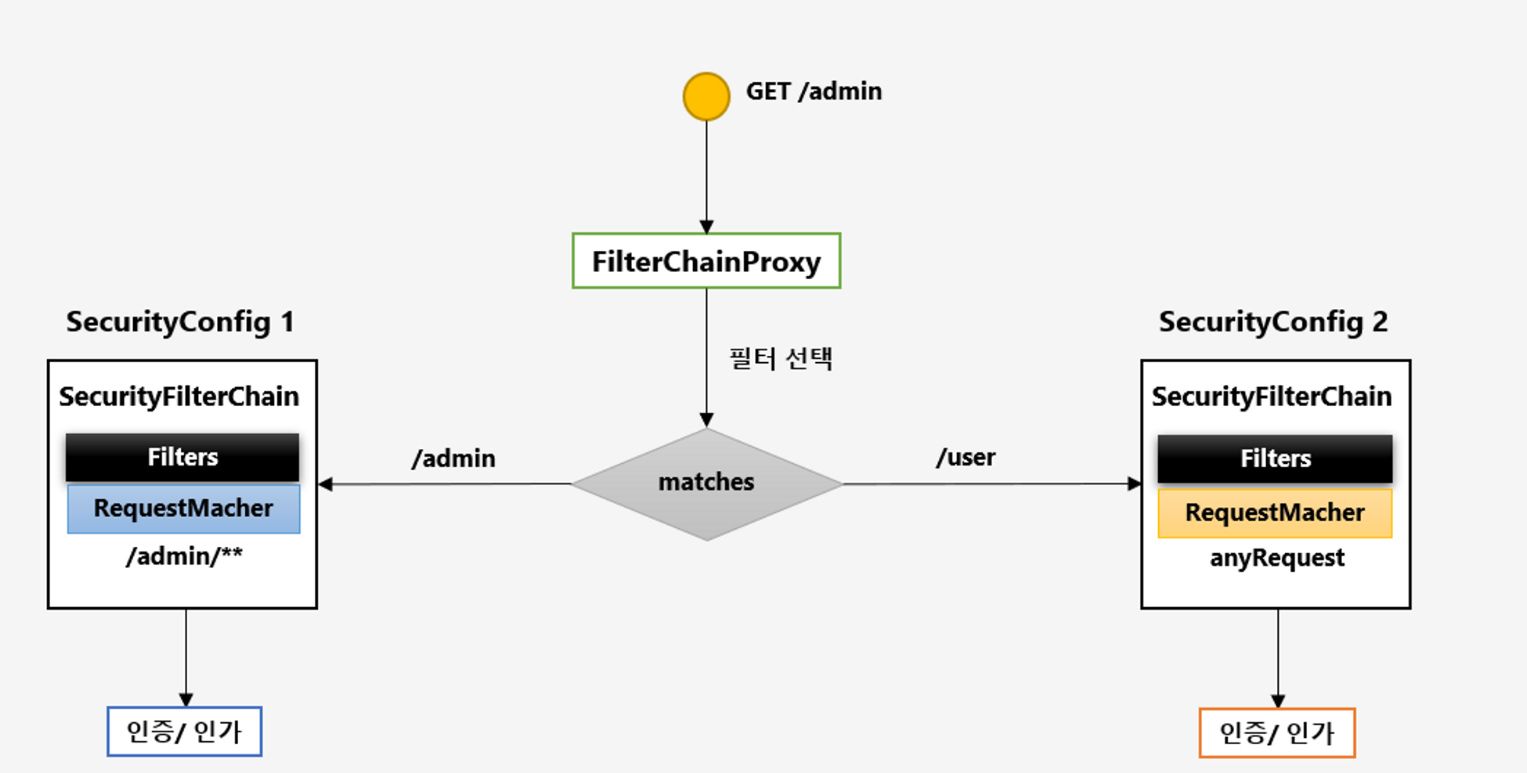 GET /admin
FilterChainProxy
SecurityConfig 1
SecurityConfig 2
필터 선택
SecurityFilterChain
SecurityFilterChain
Filters
/admin
matches
/user
Filters
RequestMacher
RequestMacher
/admin/**
anyRequest
인증/ 인가
인증/ 인가